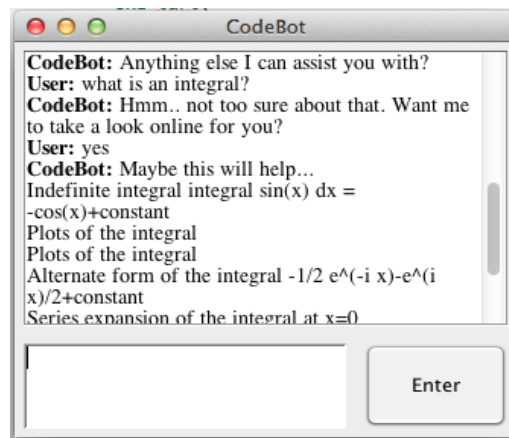 CodeBot
CodeBot: Anything else I can assist you with?
User: what is an integral?
CodeBot: Hmm.. not too sure about that. Want me
to take a look online for you?
User: yes
CodeBot: Maybe this will help...
Indefinite integral integral sin(x) dx =
-cos(x)+constant
Plots of the integral
Plots of the integral
Alternate form of the integral -1/2 e^(-i x)-e^(i
x)/2+constant
Series expansion of the integral at x=0
Enter